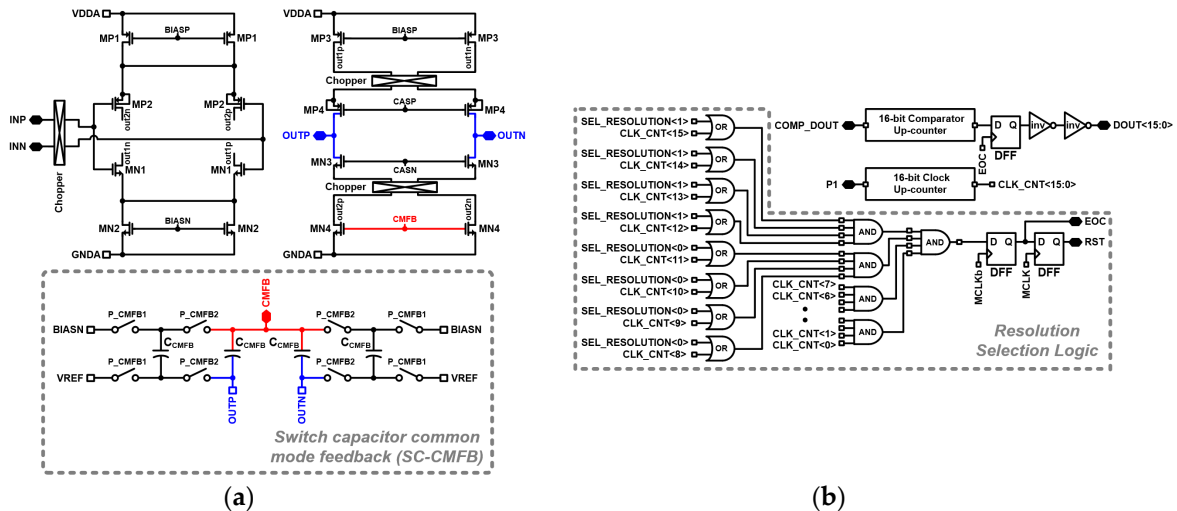 VDDA
BIASP
MP1
MP1
MP2
MP2
out2n
out2p
INP
INN
Chopper
out1n
out1p
MN1
MN1
BIASN
MN2
MN2
GNDA
VDDA
BIASP
MP3
MP3
out1p
out1n
Chopper
CASP
MP4
MP4
OUTP
OUTN
MN3
MN3
CASN
Chopper
out2p
out2n
CMFB
MN4
MN4
GNDA
CMFB
P_CMFB1
P_CMFB2
P_CMFB2
P_CMFB1
BIASN
BIASN
CCMFB
CCMFB
CCMFB
CCMFB
P_CMFB1
P_CMFB2
P_CMFB2
P_CMFB1
VREF
VREF
OUTP
OUTN
Switch capacitor common
mode feedback (SC-CMFB)
(a)
SEL_RESOLUTION<1>
CLK_CNT<15>
OR
SEL_RESOLUTION<1>
CLK_CNT<14>
OR
SEL_RESOLUTION<1>
CLK_CNT<13>
OR
SEL_RESOLUTION<1>
CLK_CNT<12>
OR
SEL_RESOLUTION<0>
CLK_CNT<11>
OR
SEL_RESOLUTION<0>
CLK_CNT<10>
OR
SEL_RESOLUTION<0>
CLK_CNT<9>
OR
SEL_RESOLUTION<0>
CLK_CNT<8>
OR
COMP_DOUT
16-bit Comparator
Up-counter
D Q
EOC
DFF
inv
inv
DOUT<15:0>
P1
16-bit Clock
Up-counter
CLK_CNT<15:0>
AND
AND
AND
AND
AND
CLK_CNT<7>
CLK_CNT<6>
CLK_CNT<1>
CLK_CNT<0>
D Q
MCLKb
DFF
D Q
MCLK
DFF
EOC
RST
Resolution
Selection Logic
(b)